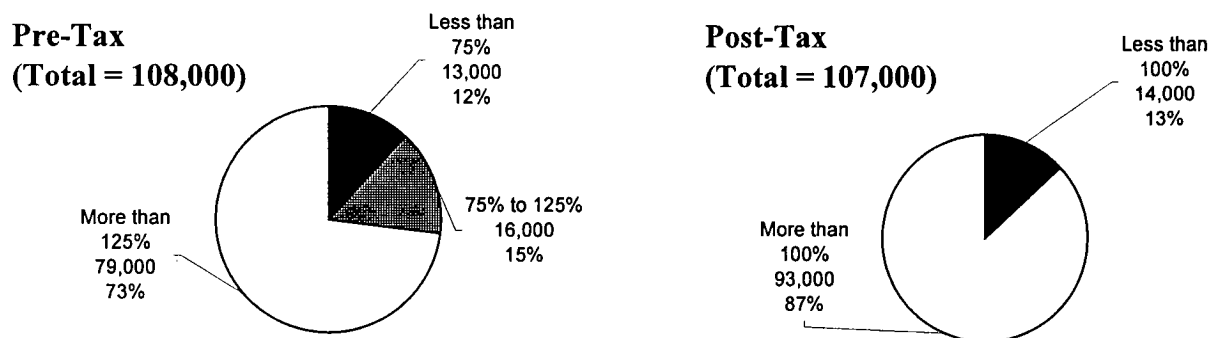 Pre-Tax
(Total = 108,000)
Less than
75%
13,000
12%
75% to 125%
16,000
15%
More than
125%
79,000
73%
Post-Tax
(Total = 107,000)
Less than
100%
14,000
13%
More than
100%
93,000
87%